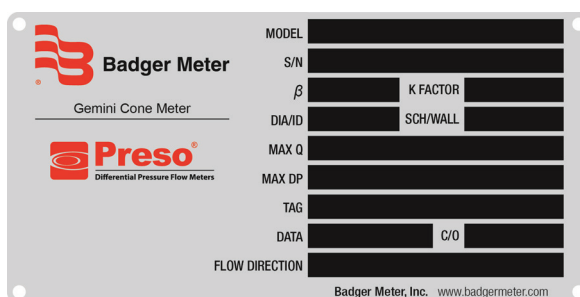 Badger Meter
®
Gemini Cone Meter
Preso®
Differential Pressure Flow Meters
MODEL
S/N
β K FACTOR
DIA/ID SCH/WALL
MAX Q
MAX DP
TAG
DATA C/O
FLOW DIRECTION
Badger Meter, Inc. www.badgermeter.com